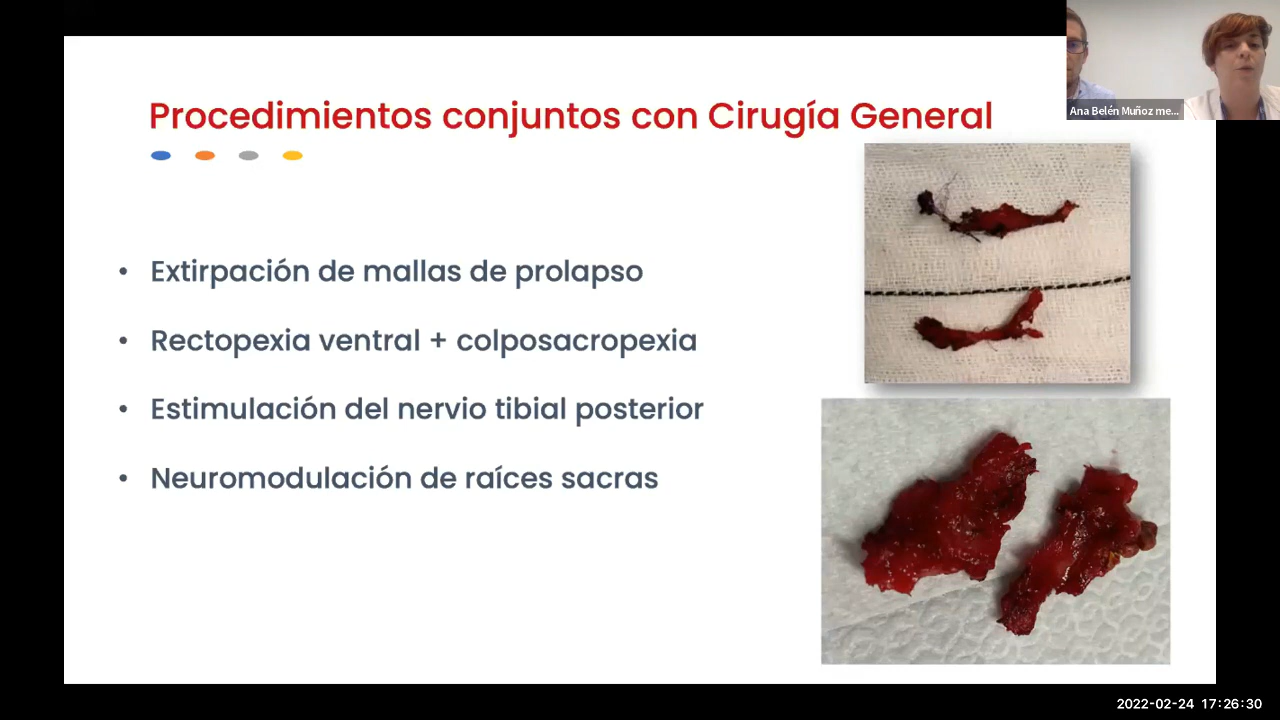 Procedimientos conjuntos con Cirugía General
Ana Belén Muñoz me...
• Extirpación de mallas de prolapso
• Rectopexia ventral + colposacropexia
• Estimulación del nervio tibial posterior
• Neuromodulación de raíces sacras
2022-02-24 17:26:30